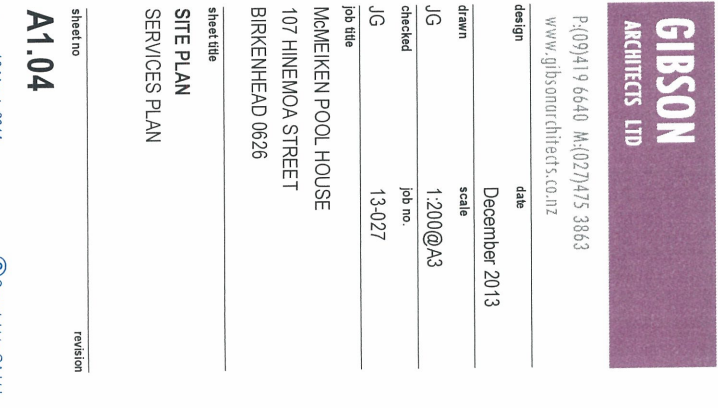 GIBSON
ARCHITECTS LTD
P:(09)419 6640 M:(027)475 3863
www.gibsonarchitects.co.nz
design date
December 2013
drawn scale
JG 1:200@A3
checked job no.
JG 13-027
job title
McMEIKEN POOL HOUSE
107 HINEMOA STREET
BIRKENHEAD 0626
sheet title
SITE PLAN
SERVICES PLAN
sheet no revision
A1.04